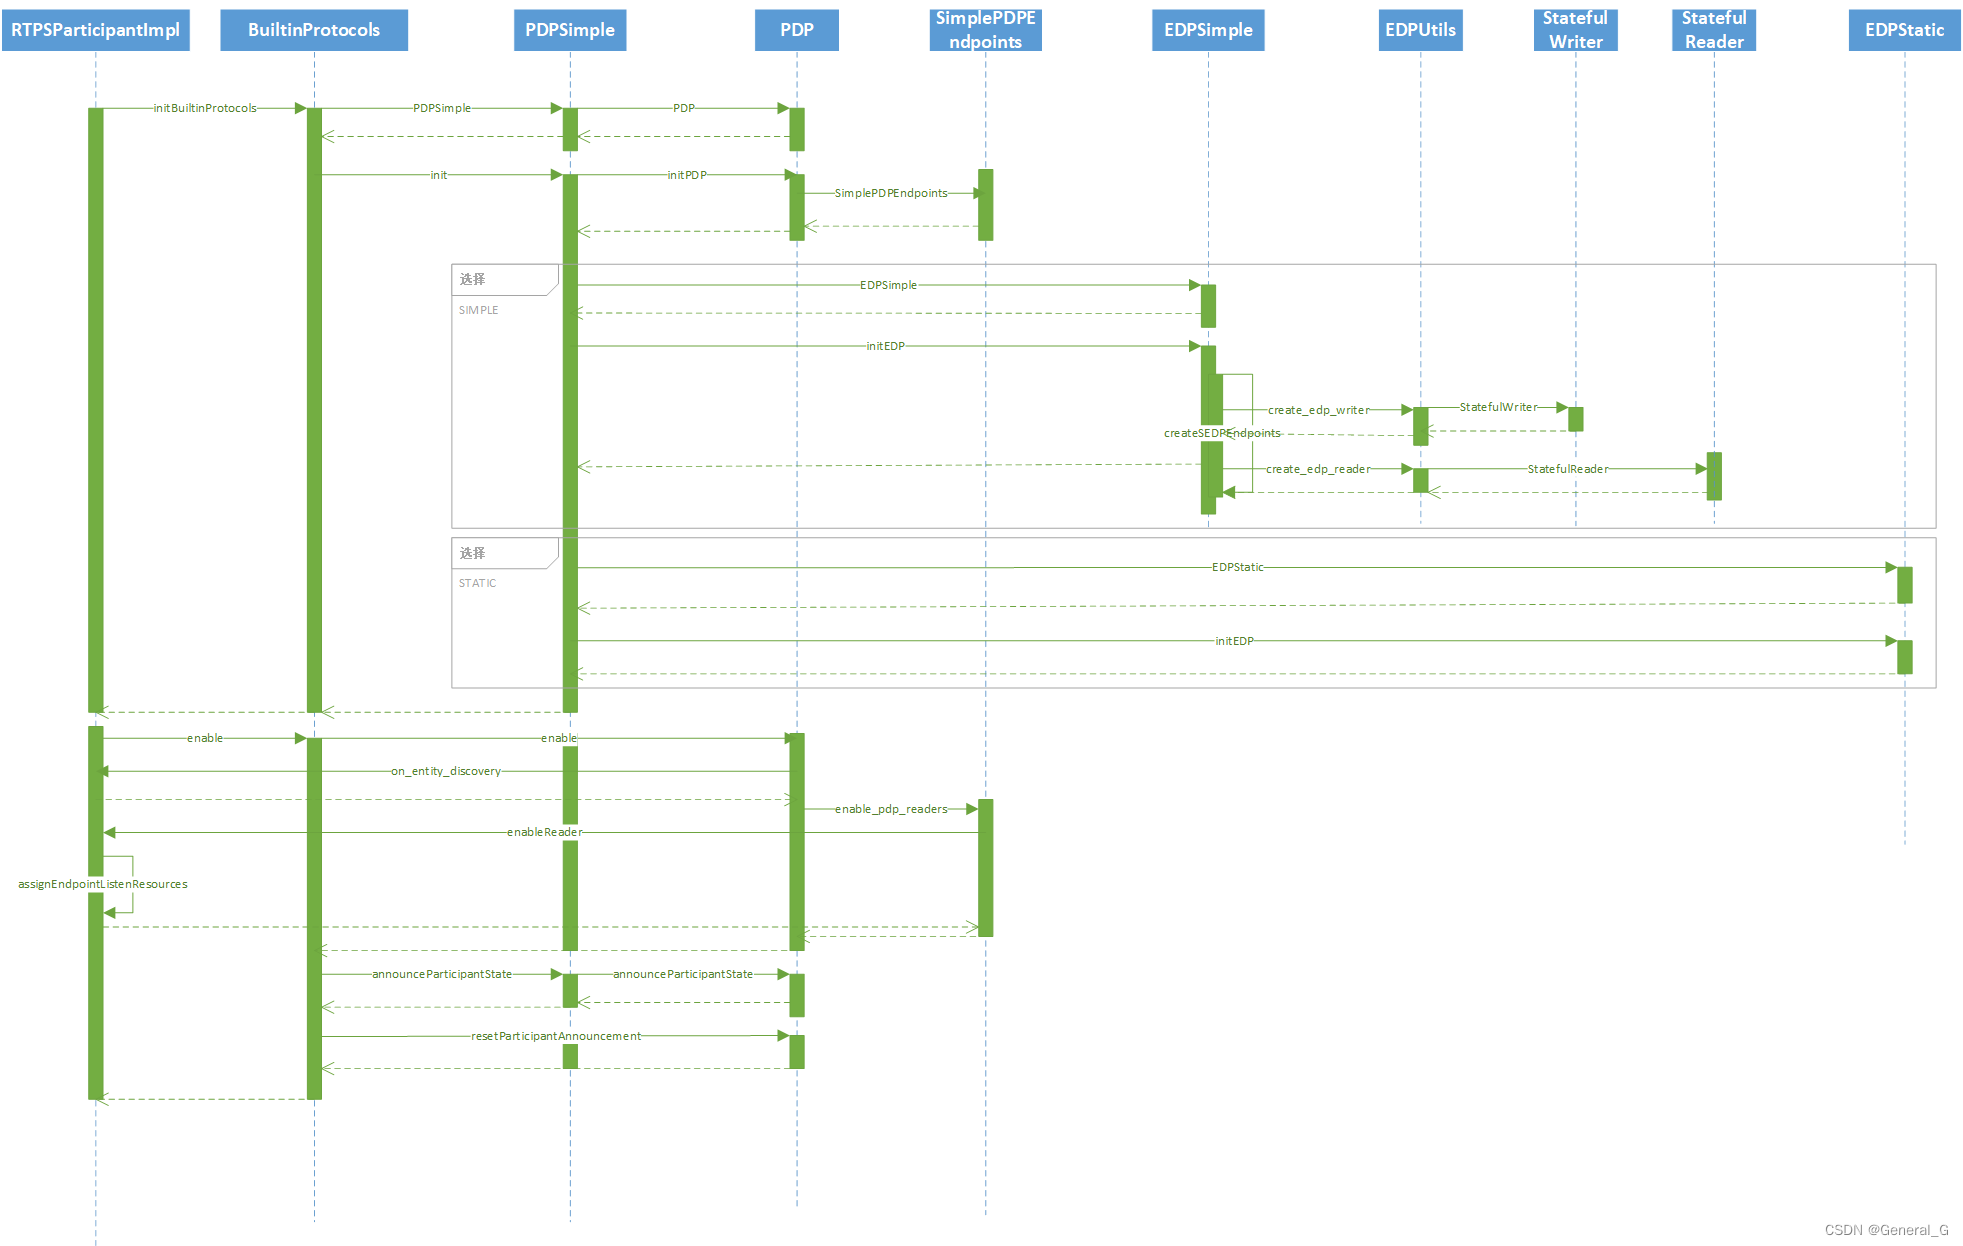 RTPSParticipantImpl
BuiltinProtocols
PDPSimple
PDP
SimplePDPE
ndpoints
EDPSimple
EDPUtils
Stateful
Writer
Stateful
Reader
EDPStatic
initBuiltinProtocols
PDPSimple
PDP
init
initPDP
SimplePDPEndpoints
选择
SIMPLE
EDPSimple
initEDP
create_edp_writer
StatefulWriter
createSEDPEndpoints
create_edp_reader
StatefulReader
选择
STATIC
EDPStatic
initEDP
enable
enable
on_entity_discovery
enable_pdp_readers
enableReader
assignEndpointListenResources
announceParticipantState
announceParticipantState
resetParticipantAnnouncement
CSDN @General_G